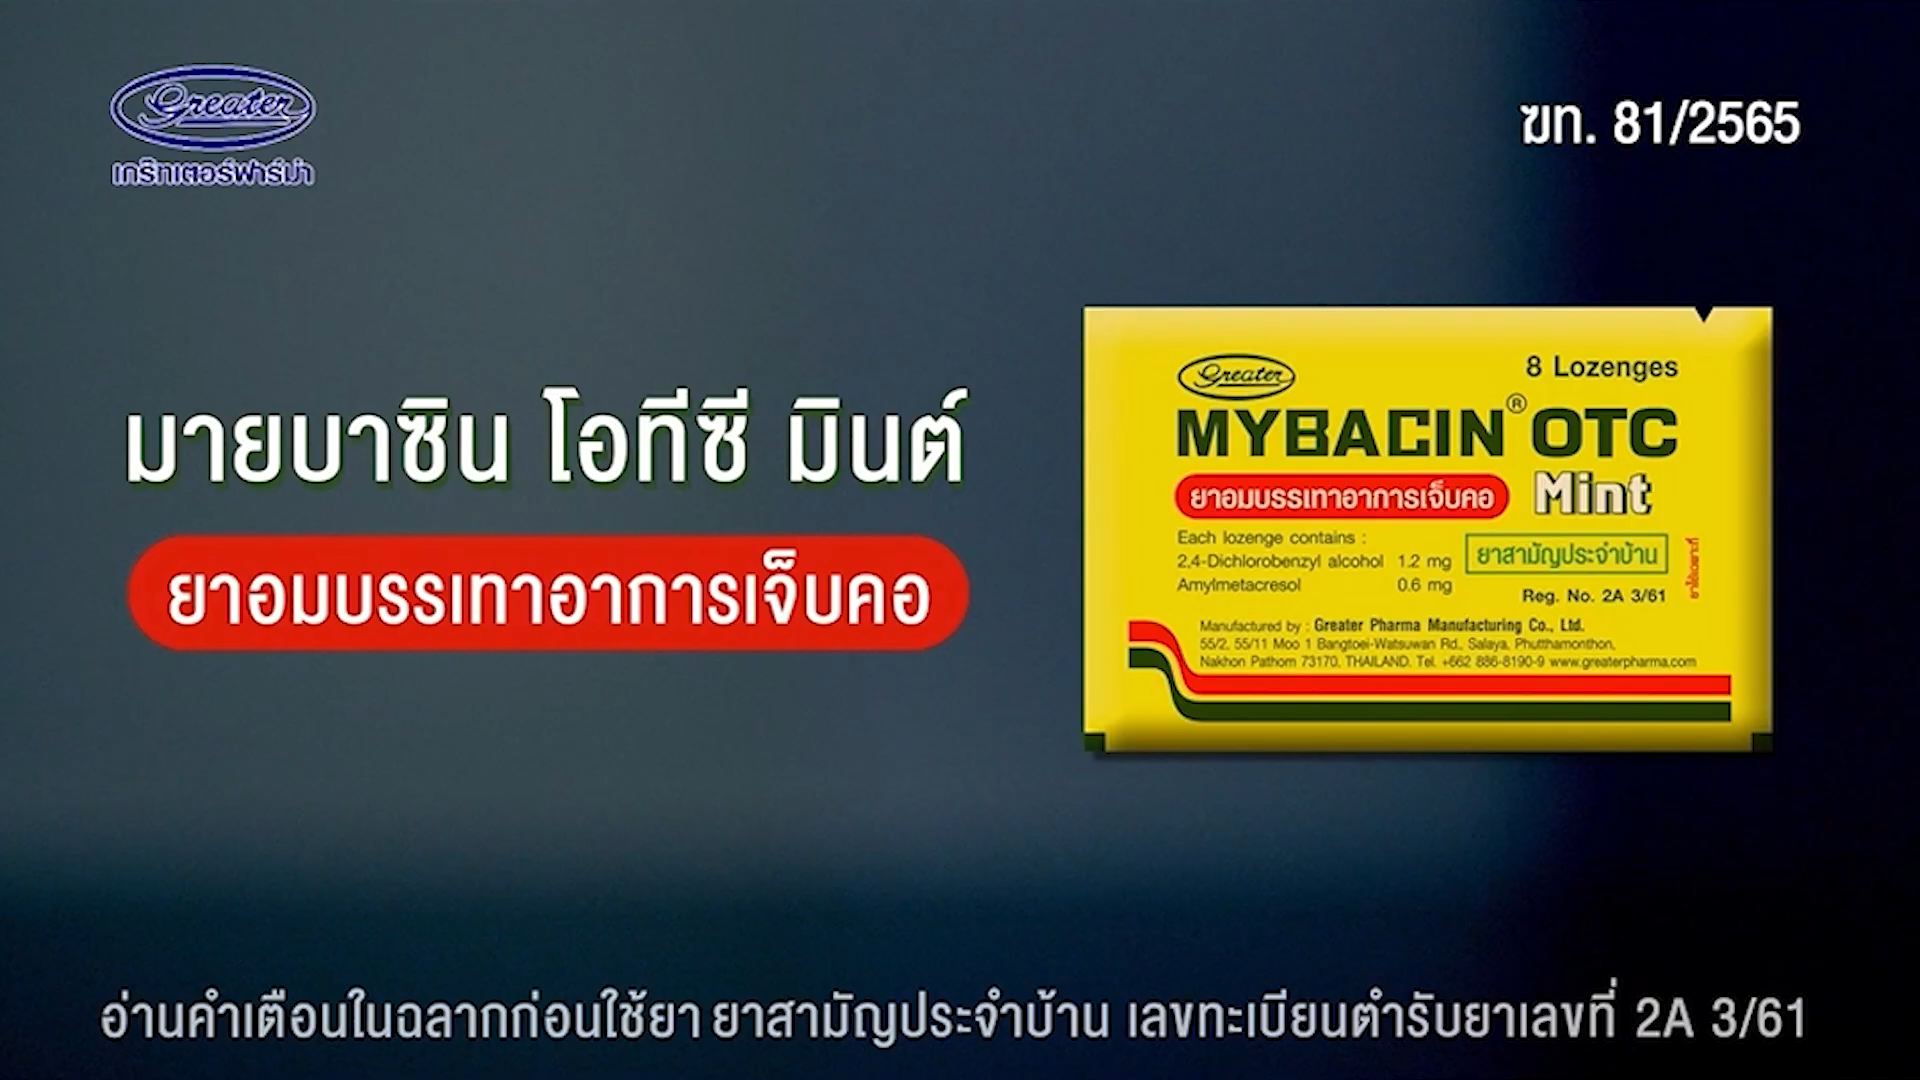 Greater
เกร๊ทเตอร์ฟาร์ม่า
ฆท. 81/2565
มายบาซิน โอทีซี มินต์
ยาอมบรรเทาอาการเจ็บคอ
Greater
8 Lozenges
MYBACIN® OTC
ยาอมบรรเทาอาการเจ็บคอ Mint
Each lozenge contains :
2,4-Dichlorobenzyl alcohol 1.2 mg
Amylmetacresol 0.6 mg
ยาสามัญประจำบ้าน
ยาใช้เฉพาะที่
Reg. No. 2A 3/61
Manufactured by : Greater Pharma Manufacturing Co., Ltd.
55/2, 55/11 Moo 1 Bangtoei-Watsuwan Rd., Salaya, Phutthamonthon,
Nakhon Pathom 73170, THAILAND. Tel. +662 886-8190-9 www.greaterpharma.com
อ่านคำเตือนในฉลากก่อนใช้ยา ยาสามัญประจำบ้าน เลขทะเบียนตำรับยาเลขที่ 2A 3/61